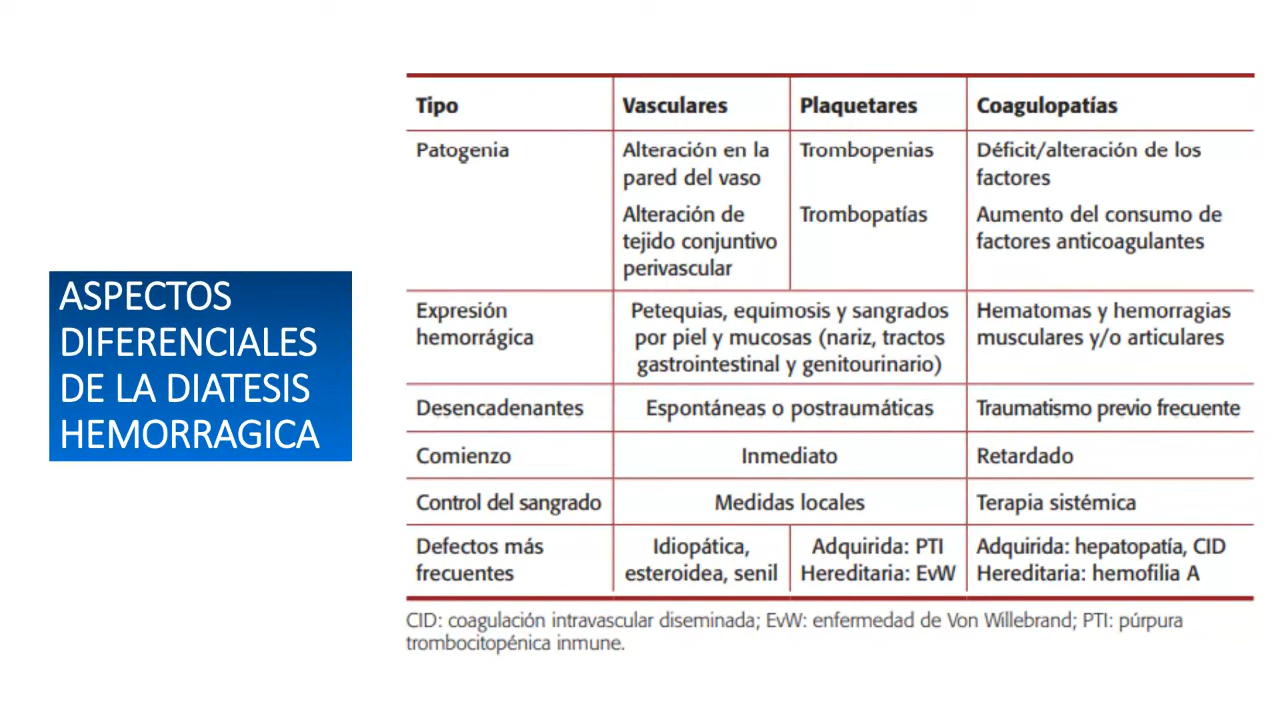 ASPECTOS
DIFERENCIALES
DE LA DIATESIS
HEMORRAGICA
Tipo Vasculares Plaquetares Coagulopatías
Patogenia Alteración en la Trombopenias Déficit/alteración de los
pared del vaso factores
Alteración de Trombopatías Aumento del consumo de
tejido conjuntivo factores anticoagulantes
perivascular
Expresión Petequias, equimosis y sangrados Hematomas y hemorragias
hemorrágica por piel y mucosas (nariz, tractos musculares y/o articulares
gastrointestinal y genitourinario)
Desencadenantes Espontáneas o postraumáticas Traumatismo previo frecuente
Comienzo Inmediato Retardado
Control del sangrado Medidas locales Terapia sistémica
Defectos más Idiopática, Adquirida: PTI Adquirida: hepatopatía, CID
frecuentes esteroidea, senil Hereditaria: EvW Hereditaria: hemofilia A
CID: coagulación intravascular diseminada; EvW: enfermedad de Von Willebrand; PTI: púrpura
trombocitopénica inmune.